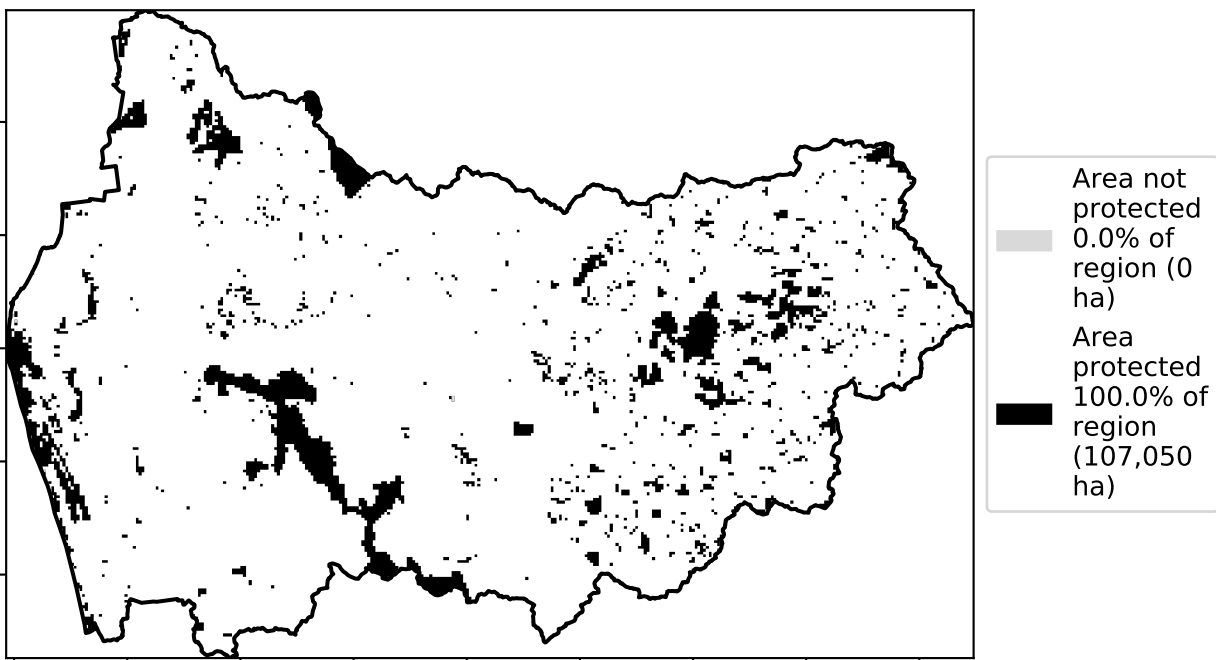 Area not
protected
0.0% of
region (0
ha)
Area
protected
100.0% of
region
(107,050
ha)